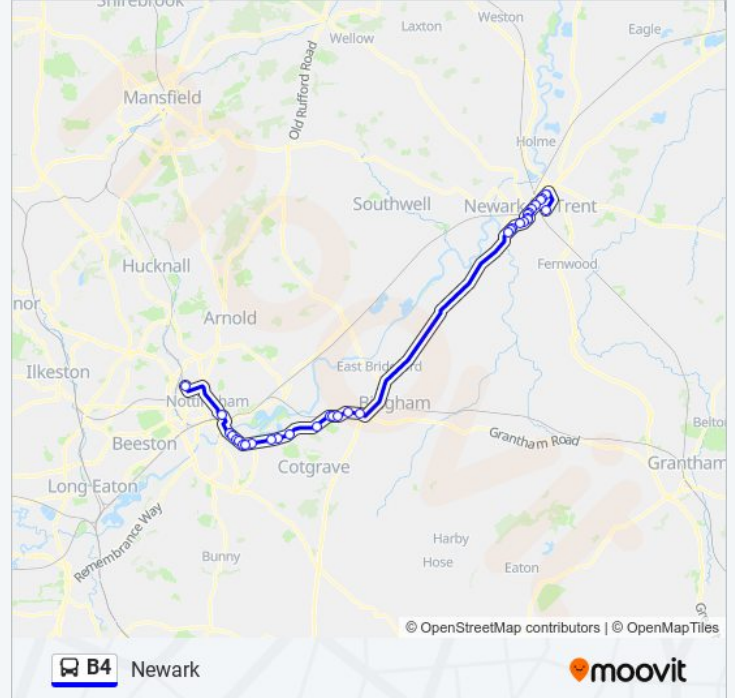 Shirebrook
Weston
Laxton
Eagle
Wellow
Mansfield
Old Rufford Road
Holme
Southwell
Newark
Trent
Hucknall
Fernwood
nor
Arnold
Ilkeston
East Bridgford
Nottingham
Bingham
Belto
Beeston
Grantham Road
Cotgrave
Grantham
Long Eaton
Remembrance Way
Harby
Bunny
Hose
Eaton
© OpenStreetMap contributors | © OpenMapTiles
B4 Newark
moovit